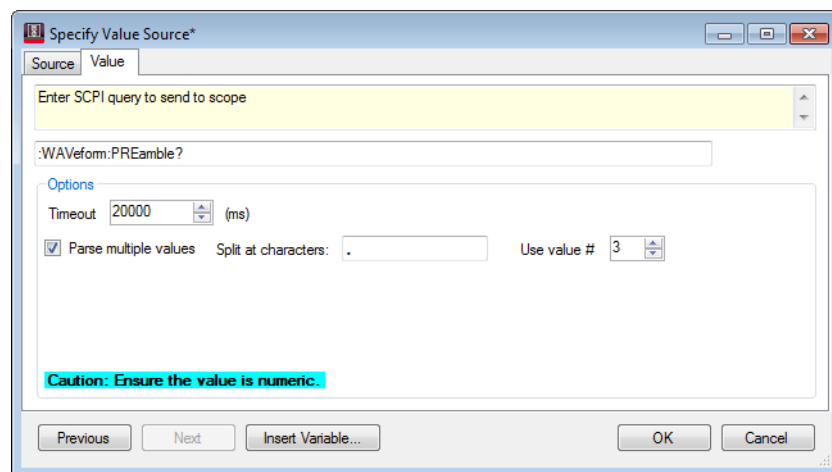 Specify Value Source*
Source Value
Enter SCPI query to send to scope
:WAVeform:PREamble?
Options
Timeout 20000 (ms)
Parse multiple values Split at characters: . Use value # 3
Caution: Ensure the value is numeric.
Previous Next Insert Variable... OK Cancel